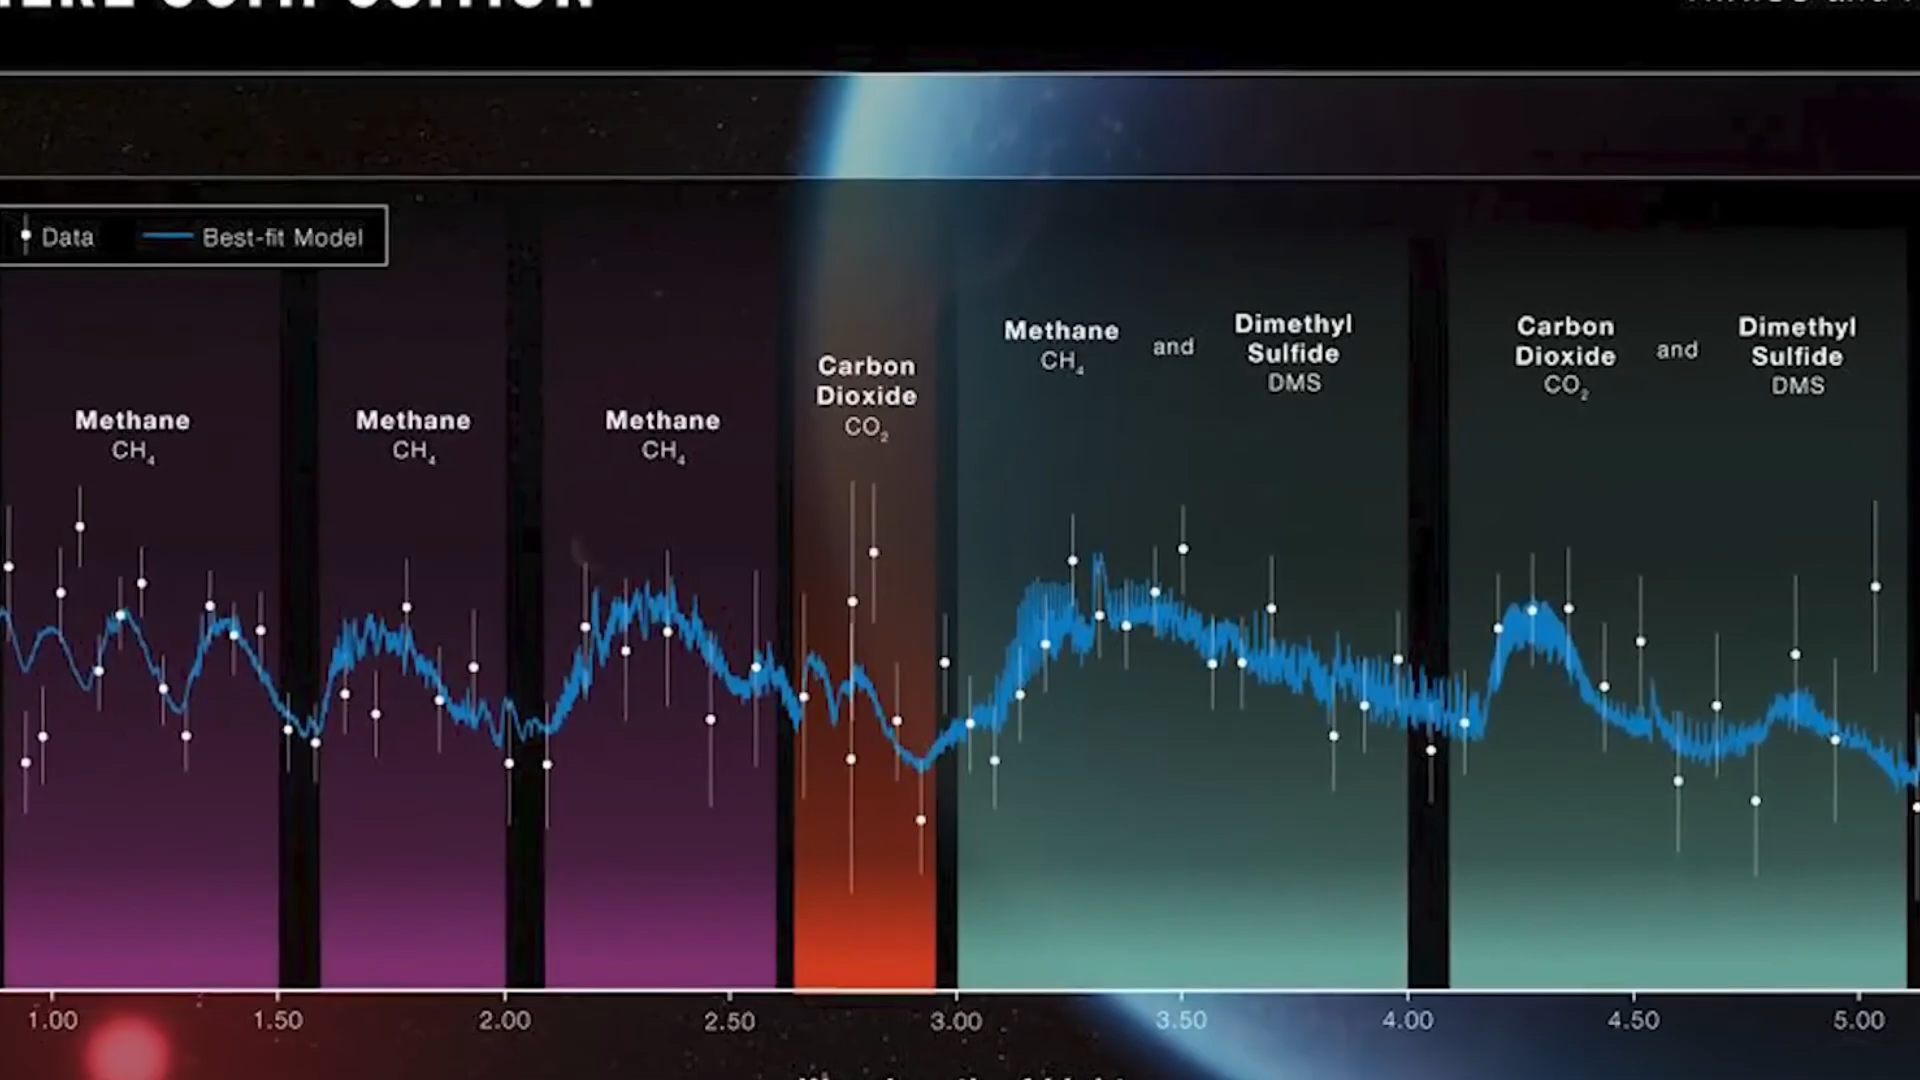 COMPOSITION
and
Data
Best-fit Model
Methane
CH₄
Methane
CH₄
Methane
CH₄
Carbon
Dioxide
CO₂
Methane
CH₄
and
Dimethyl
Sulfide
DMS
Carbon
Dioxide
CO₂
and
Dimethyl
Sulfide
DMS
1.00 1.50 2.00 2.50 3.00 3.50 4.00 4.50 5.00